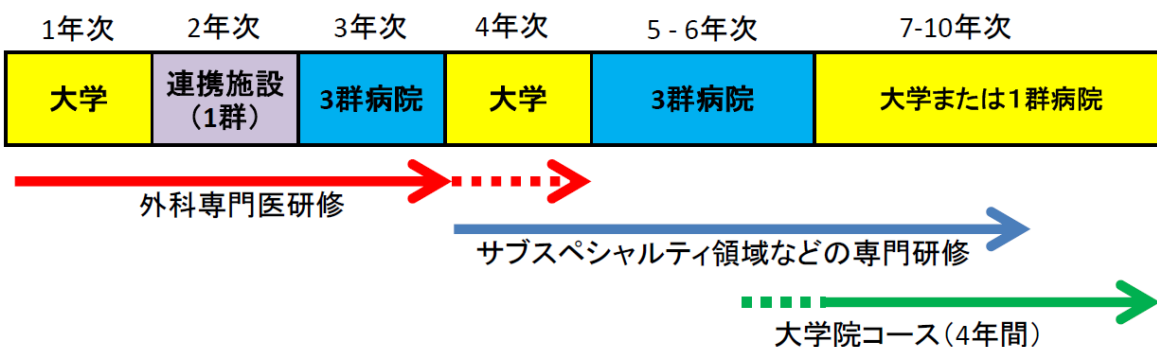 1年次 2年次 3年次 4年次 5 - 6年次 7-10年次
大学 連携施設 3群病院 大学 3群病院 大学または１群病院
（1群）
外科専門医研修
サブスペシャルティ領域などの専門研修
大学院コース（4年間）